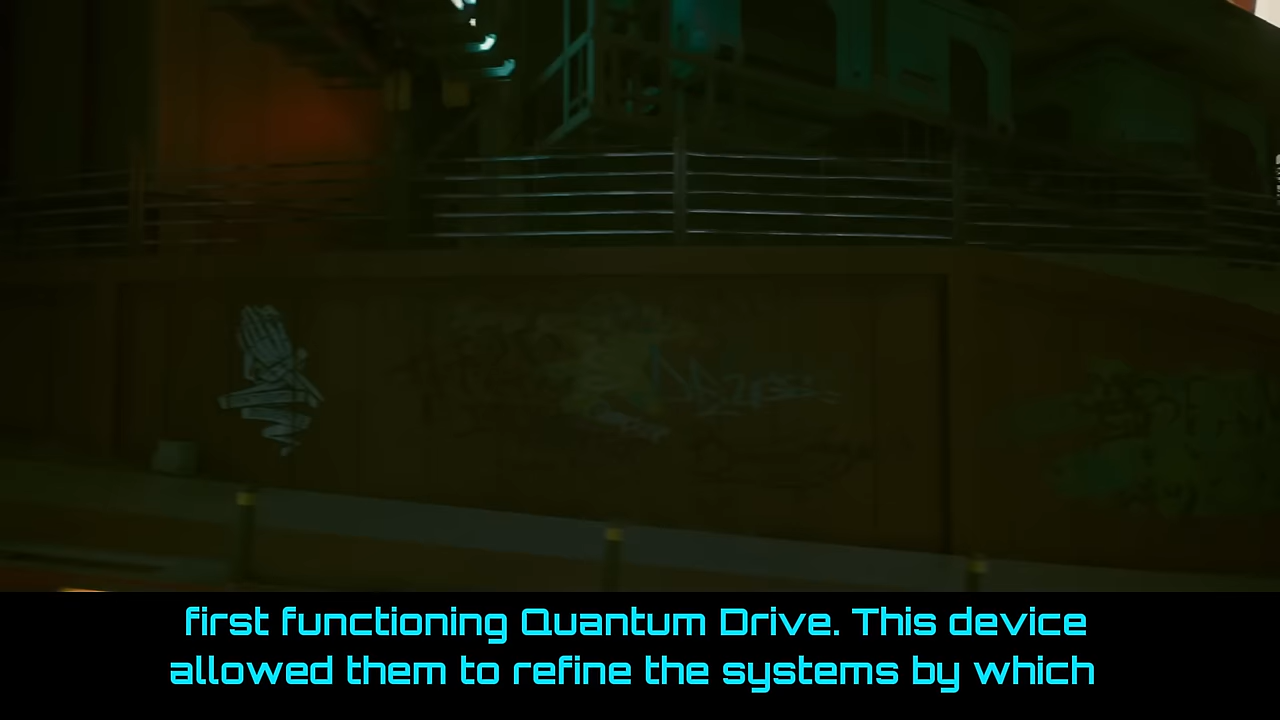 first functioning Quantum Drive. This device
allowed them to refine the systems by which